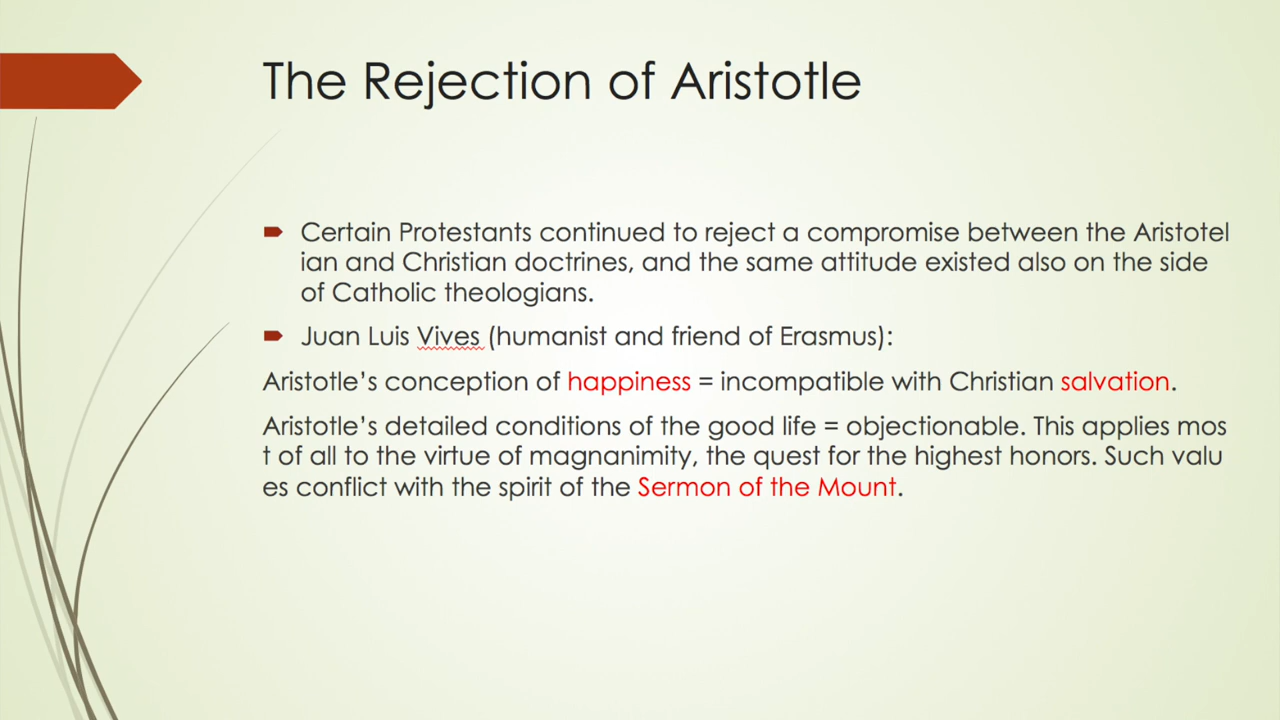 The Rejection of Aristotle
Certain Protestants continued to reject a compromise between the Aristotel
ian and Christian doctrines, and the same attitude existed also on the side
of Catholic theologians.
Juan Luis Vives (humanist and friend of Erasmus):
Aristotle’s conception of happiness = incompatible with Christian salvation.
Aristotle’s detailed conditions of the good life = objectionable. This applies mos
t of all to the virtue of magnanimity, the quest for the highest honors. Such valu
es conflict with the spirit of the Sermon of the Mount.